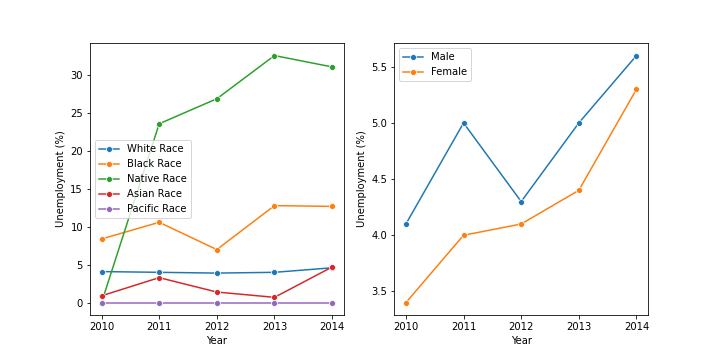 Unemployment (%)
30
25
20
15
10
5
0
White Race
Black Race
Native Race
Asian Race
Pacific Race
2010 2011 2012 2013 2014
Year
Unemployment (%)
5.5
5.0
4.5
4.0
3.5
Male
Female
2010 2011 2012 2013 2014
Year